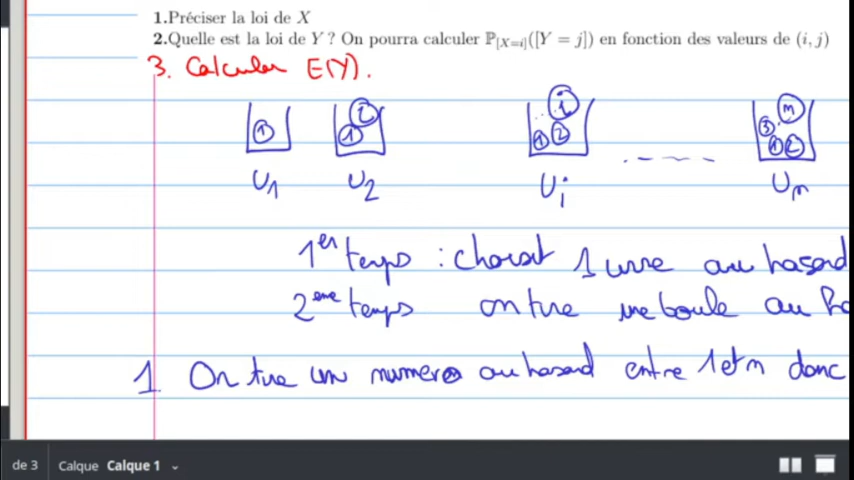 1.Préciser la loi de X
2.Quelle est la loi de Y ? On pourra calculer ℙ[X=i]([Y = j]) en fonction des valeurs de (i, j)
3. Calculer E(Y).
1 1 2 1 2 i 3 1 2 n
U1 U2 Ui ..... Un
1er temps : choisit 1 urne au hasard
2ème temps on tire une boule au
1 On tire un numero au hasard entre 1 et n donc
de 3 Calque Calque 1